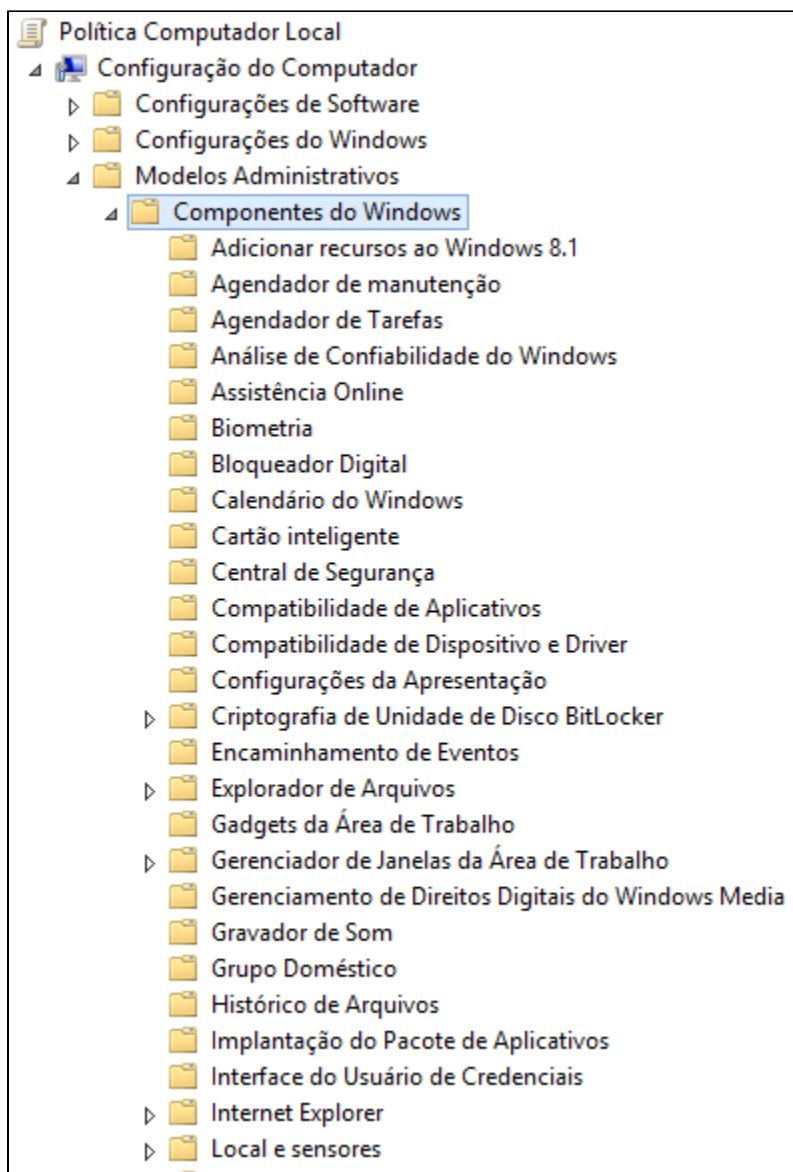 Política Computador Local
Configuração do Computador
Configurações de Software
Configurações do Windows
Modelos Administrativos
Componentes do Windows
Adicionar recursos ao Windows 8.1
Agendador de manutenção
Agendador de Tarefas
Análise de Confiabilidade do Windows
Assistência Online
Biometria
Bloqueador Digital
Calendário do Windows
Cartão inteligente
Central de Segurança
Compatibilidade de Aplicativos
Compatibilidade de Dispositivo e Driver
Configurações da Apresentação
Criptografia de Unidade de Disco BitLocker
Encaminhamento de Eventos
Explorador de Arquivos
Gadgets da Área de Trabalho
Gerenciador de Janelas da Área de Trabalho
Gerenciamento de Direitos Digitais do Windows Media
Gravador de Som
Grupo Doméstico
Histórico de Arquivos
Implantação do Pacote de Aplicativos
Interface do Usuário de Credenciais
Internet Explorer
Local e sensores